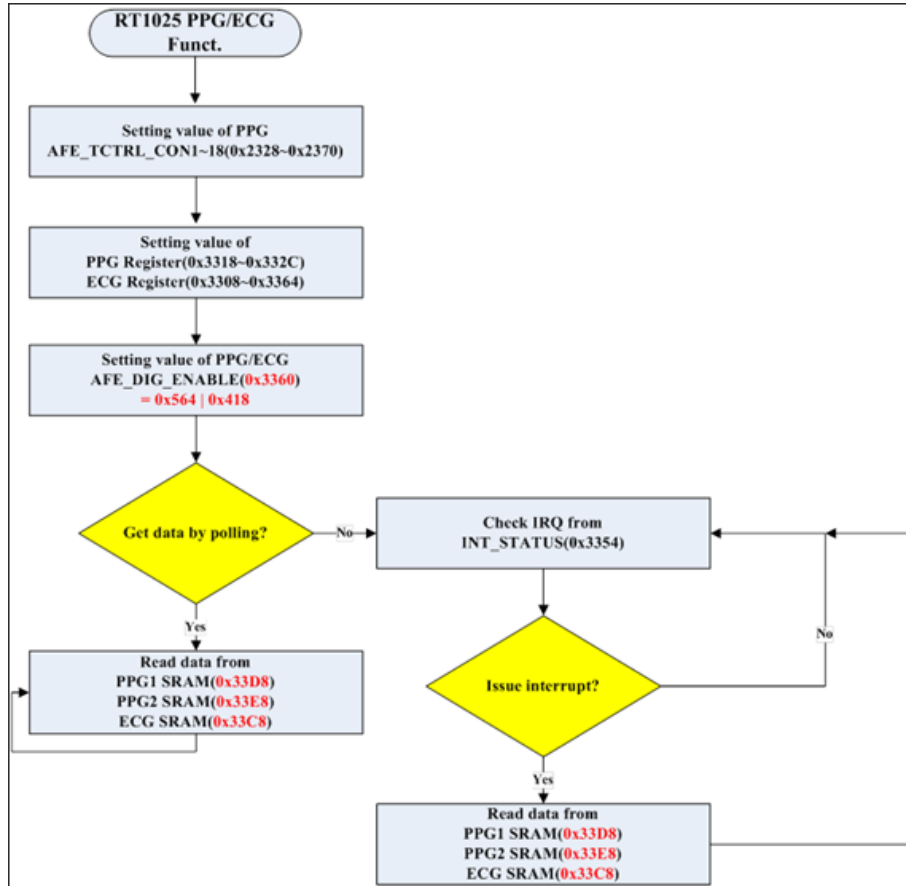 RT1025 PPG/ECG
Funct.
Setting value of PPG
AFE_TCTRL_CON1~18(0x2328~0x2370)
Setting value of
PPG Register(0x3318~0x332C)
ECG Register(0x3308~0x3364)
Setting value of PPG/ECG
AFE_DIG_ENABLE(0x3360)
= 0x564 | 0x418
Get data by polling?
No
Check IRQ from
INT_STATUS(0x3354)
Yes
No
Read data from
PPG1 SRAM(0x33D8)
PPG2 SRAM(0x33E8)
ECG SRAM(0x33C8)
Issue interrupt?
Yes
Read data from
PPG1 SRAM(0x33D8)
PPG2 SRAM(0x33E8)
ECG SRAM(0x33C8)